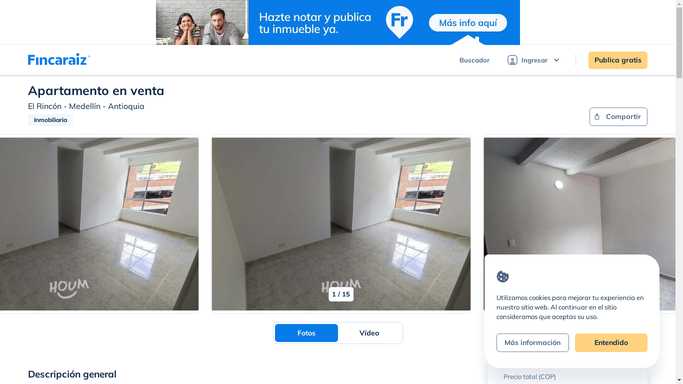 Hazte notar y publica
tu inmueble ya.
Fr
Más info aquí
Fincaraiz
Buscador
Ingresar
Publica gratis
Apartamento en venta
El Rincón - Medellín - Antioquia
Inmobiliaria
Compartir
HOUM
HOUM
1 / 15
Utilizamos cookies para mejorar tu experiencia en
nuestro sitio web. Al continuar en el sitio
consideramos que aceptas su uso.
Más información
Entendido
Fotos
Vídeo
Descripción general
Precio total (COP)